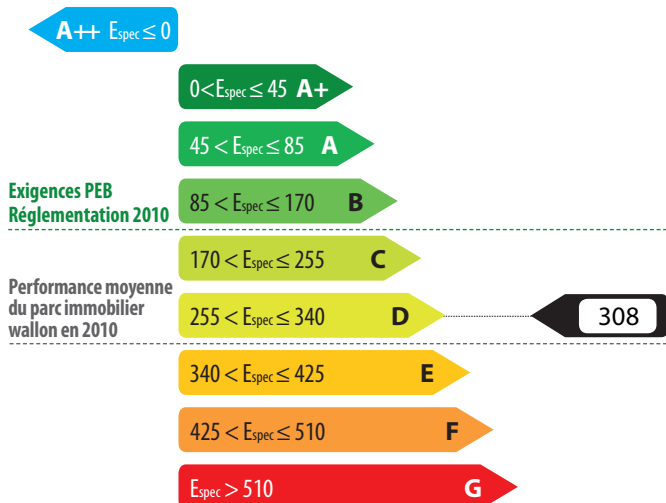 A++ Espec ≤ 0
0 < Espec ≤ 45 A+
45 < Espec ≤ 85 A
Exigences PEB
Réglementation 2010
85 < Espec ≤ 170 B
170 < Espec ≤ 255 C
Performance moyenne
du parc immobilier
wallon en 2010
255 < Espec ≤ 340 D
308
340 < Espec ≤ 425 E
425 < Espec ≤ 510 F
Espec > 510 G